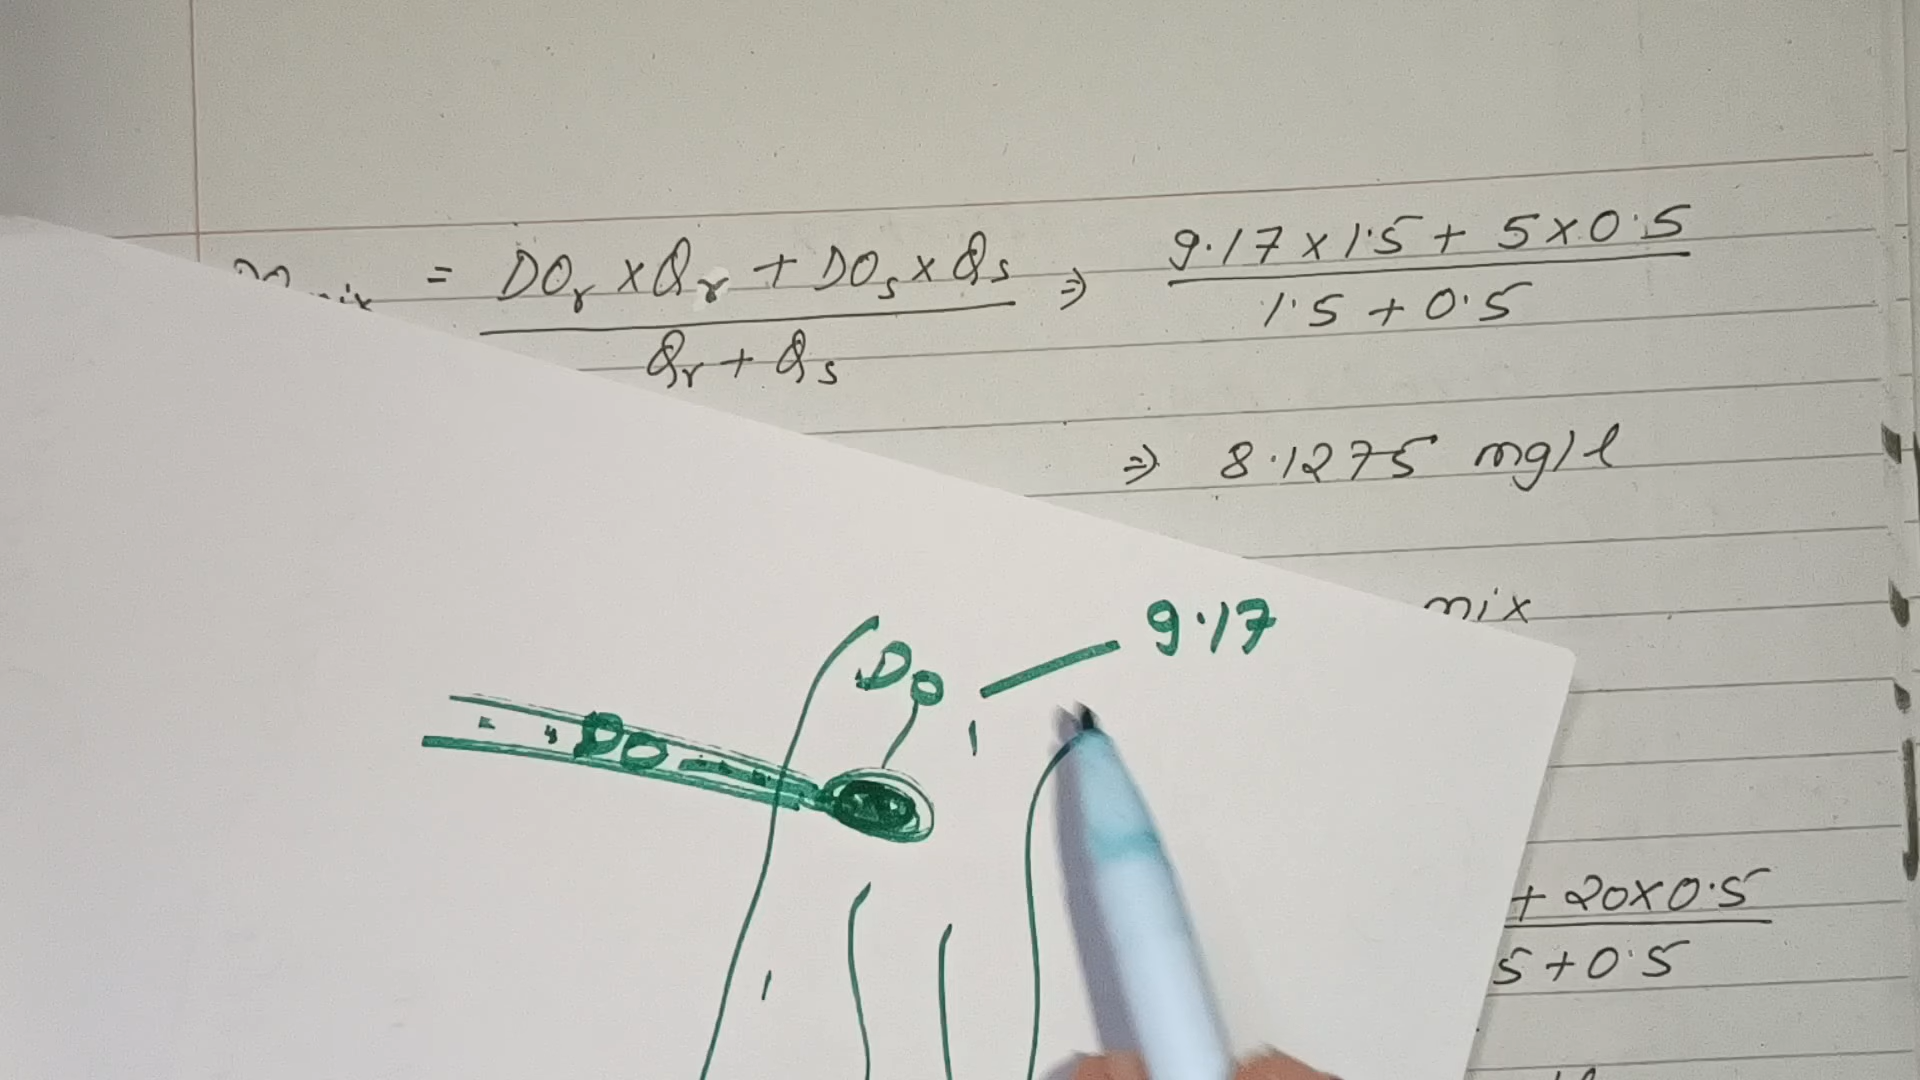 = DOr x Qr + DOs x Qs ⇒ 9.17 x 1.5 + 5 x 0.5
Qr + Qs 1.5 + 0.5
⇒ 8.1275 mg/l
mix
DO 9.17
DO
+ 20 x 0.5
5 + 0.5